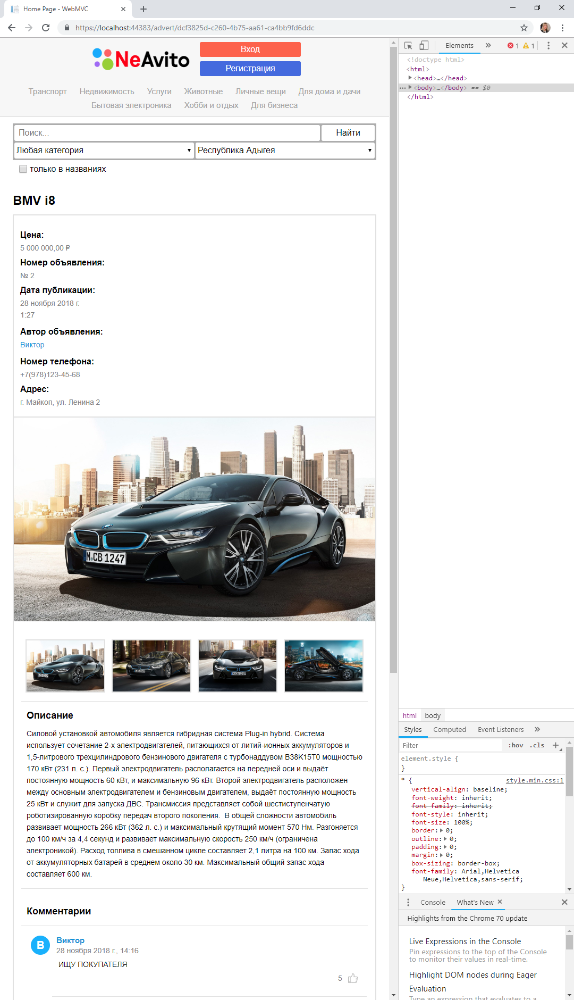 Home Page - WebMVC
https://localhost:44383/advert/dcf3825d-c260-4b75-aa61-ca4bb9fd6ddc
NeAvito
Вход
Регистрация
Транспорт Недвижимость Услуги Животные Личные вещи Для дома и дачи
Бытовая электроника Хобби и отдых Для бизнеса
Поиск... Найти
Любая категория Республика Адыгея
только в названиях
BMV i8
Цена:
5 000 000,00 ₽
Номер объявления:
№ 2
Дата публикации:
28 ноября 2018 г.
1:27
Автор объявления:
Виктор
Номер телефона:
+7(978)123-45-68
Адрес:
г. Майкоп, ул. Ленина 2
M CB 1247
Описание
Силовой установкой автомобиля является гибридная система Plug-in hybrid. Система
использует сочетание 2-х электродвигателей, питающихся от литий-ионных аккумуляторов и
1,5-литрового трехцилиндрового бензинового двигателя с турбонаддувом B38K15T0 мощностью
170 кВт (231 л. с.). Первый электродвигатель располагается на передней оси и выдаёт
постоянную мощность 60 кВт, и максимальную 96 кВт. Второй электродвигатель расположен
между основным электродвигателем и бензиновым двигателем, выдаёт постоянную мощность
25 кВт и служит для запуска ДВС. Трансмиссия представляет собой шестиступенчатую
роботизированную коробку передач второго поколения.  В общей сложности автомобиль
развивает мощность 266 кВт (362 л. с.) и максимальный крутящий момент 570 Нм. Разгоняется
до 100 км/ч за 4,4 секунд и развивает максимальную скорость 250 км/ч (ограничена
электроникой). Расход топлива в смешанном цикле составляет 2,1 литра на 100 км. Запас хода
от аккумуляторных батарей в среднем около 30 км. Максимальный общий запас хода
составляет 600 км.
Комментарии
В
Виктор
28 ноября 2018 г., 14:16
ИЩУ ПОКУПАТЕЛЯ
5
Elements » 1 1
<!doctype html>
<html>
<head>…</head>
… <body>…</body> == $0
</html>
html body
Styles Computed Event Listeners »
Filter :hov .cls +
element.style {
}
* { style.min.css:1
vertical-align: baseline;
font-weight: inherit;
font-family: inherit;
font-style: inherit;
font-size: 100%;
border: 0;
outline: 0;
padding: 0;
margin: 0;
box-sizing: border-box;
font-family: Arial,Helvetica
Neue,Helvetica,sans-serif;
}
Console What's New
Highlights from the Chrome 70 update
Live Expressions in the Console
Pin expressions to the top of the Console
to monitor their values in real-time.
Highlight DOM nodes during Eager
Evaluation
Type an expression that evaluates to a